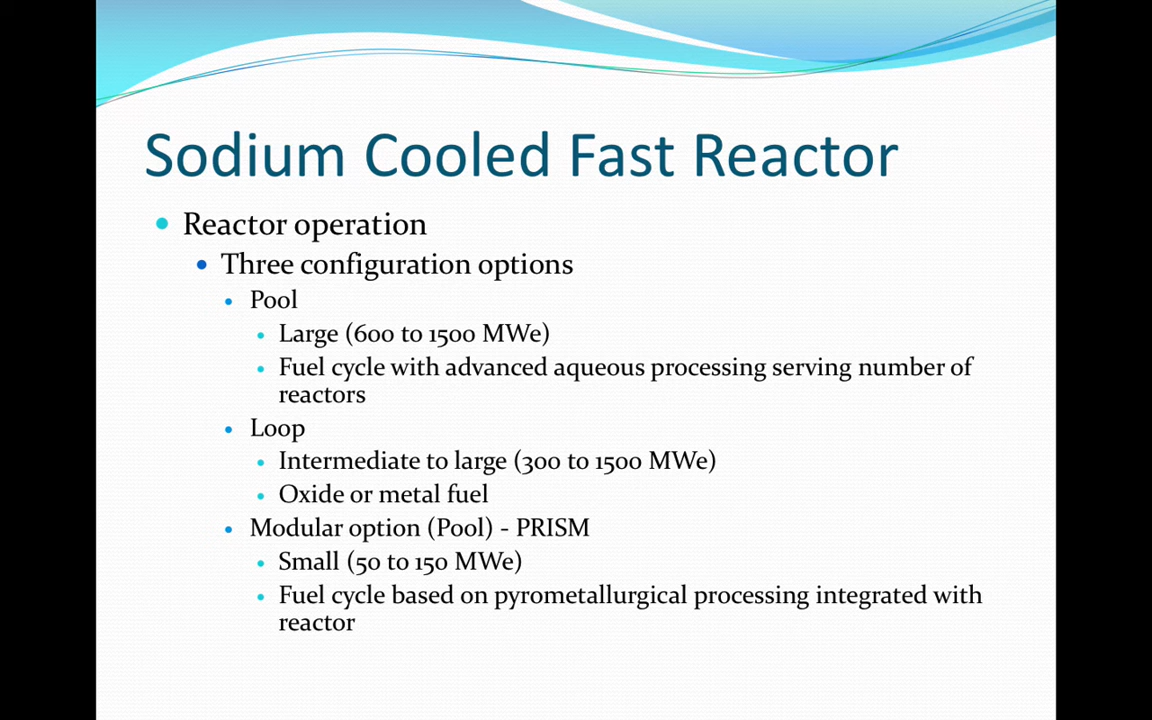 Sodium Cooled Fast Reactor
Reactor operation
Three configuration options
Pool
Large (600 to 1500 MWe)
Fuel cycle with advanced aqueous processing serving number of
reactors
Loop
Intermediate to large (300 to 1500 MWe)
Oxide or metal fuel
Modular option (Pool) - PRISM
Small (50 to 150 MWe)
Fuel cycle based on pyrometallurgical processing integrated with
reactor